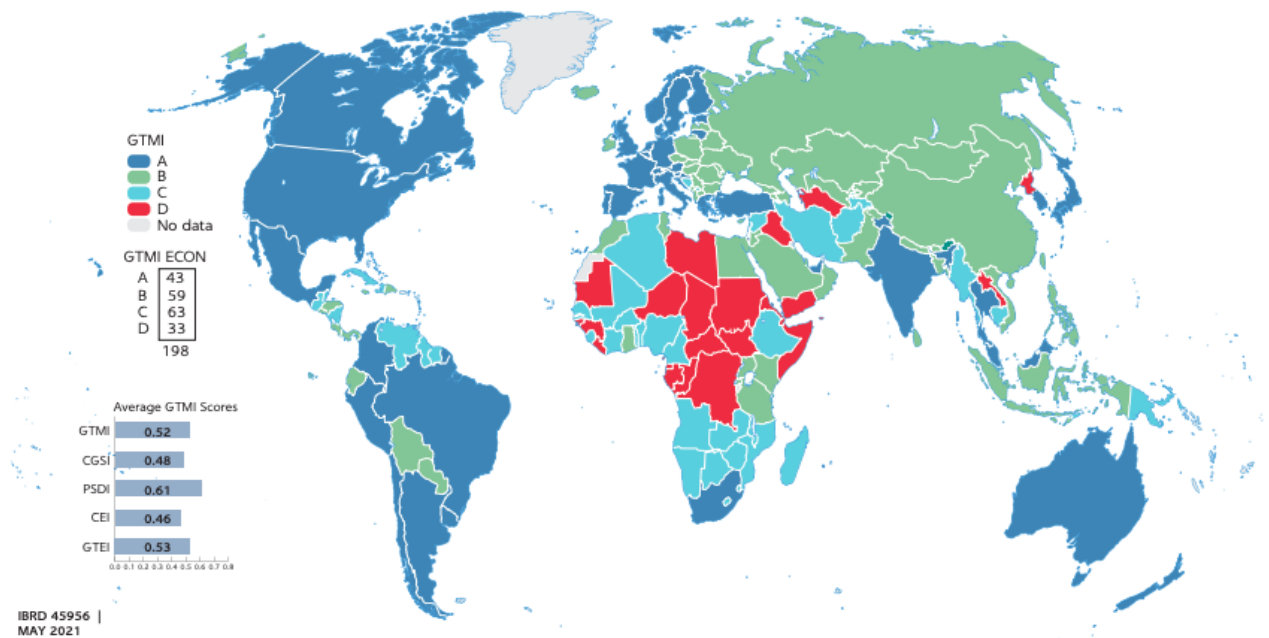 GTMI
A
B
C
D
No data
GTMI ECON
A 43
B 59
C 63
D 33
198
Average GTMI Scores
GTMI 0.52
CGSI 0.48
PSDI 0.61
CEI 0.46
GTEI 0.53
0.0 0.1 0.2 0.3 0.4 0.5 0.6 0.7 0.8
IBRD 45956 |
MAY 2021